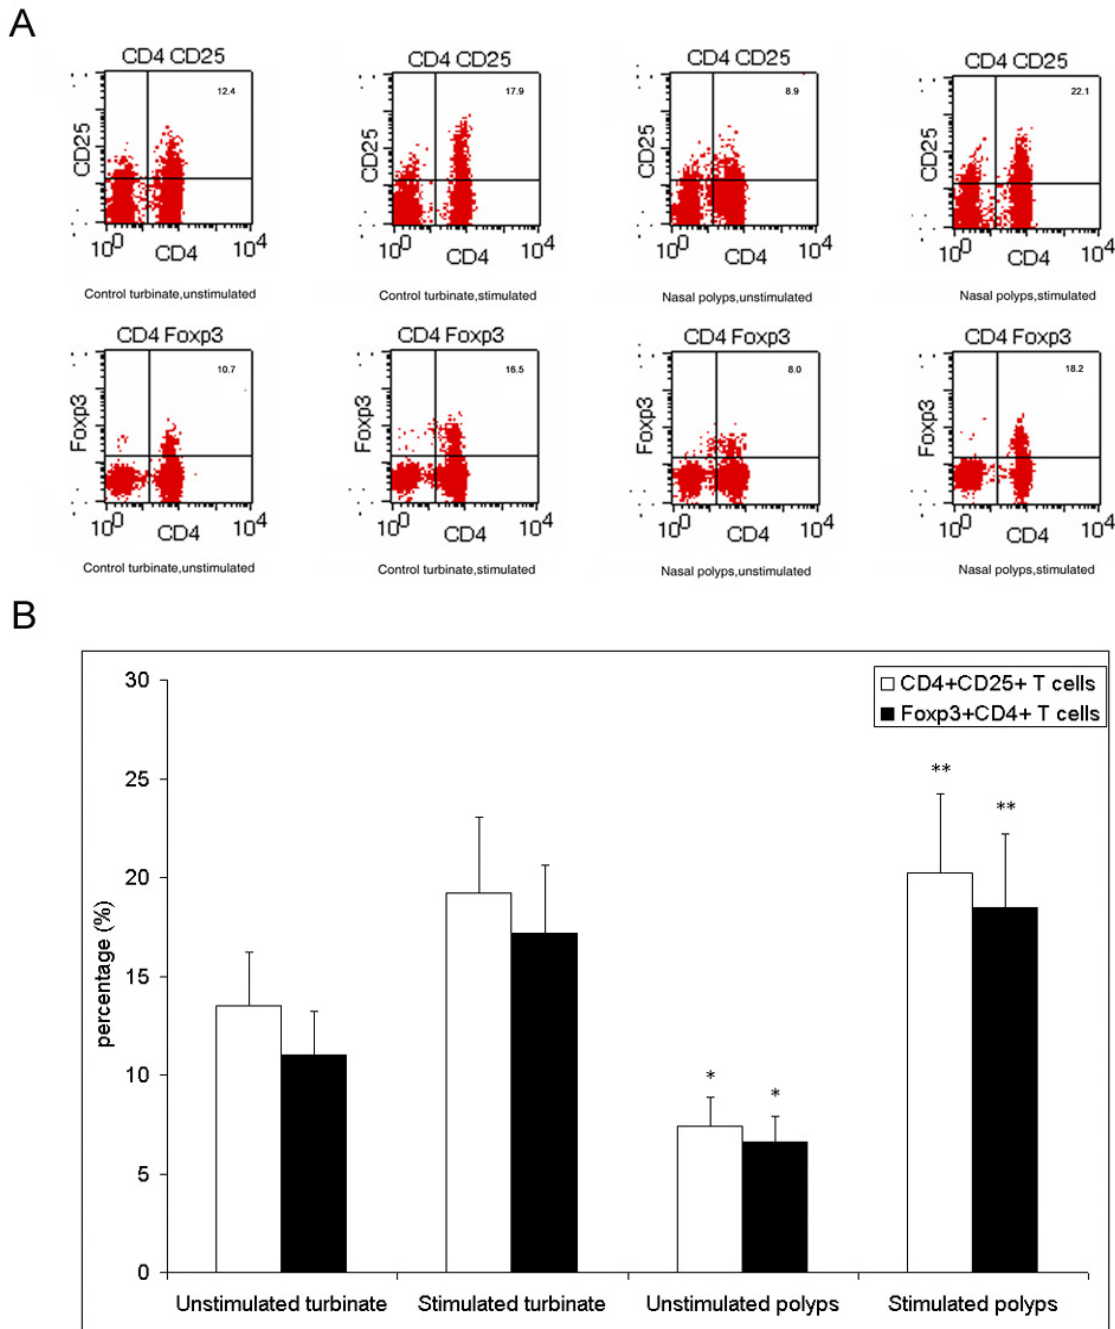 A
CD4 CD25 CD4 CD25 CD4 CD25 CD4 CD25
12.4 17.9 8.9 22.1
CD25 CD25 CD25 CD25
10^0 10^4 10^0 10^4 10^0 10^4 10^0 10^4
CD4 CD4 CD4 CD4
Control turbinate,unstimulated Control turbinate,stimulated Nasal polyps,unstimulated Nasal polyps,stimulated
CD4 Foxp3 CD4 Foxp3 CD4 Foxp3 CD4 Foxp3
10.7 16.5 8.0 18.2
Foxp3 Foxp3 Foxp3 Foxp3
10^0 10^4 10^0 10^4 10^0 10^4 10^0 10^4
CD4 CD4 CD4 CD4
Control turbinate,unstimulated Control turbinate,stimulated Nasal polyps,unstimulated Nasal polyps,stimulated
B
CD4+CD25+ T cells
Foxp3+CD4+ T cells
percentage (%)
30
25
20
15
10
5
0
** **
* *
Unstimulated turbinate Stimulated turbinate Unstimulated polyps Stimulated polyps